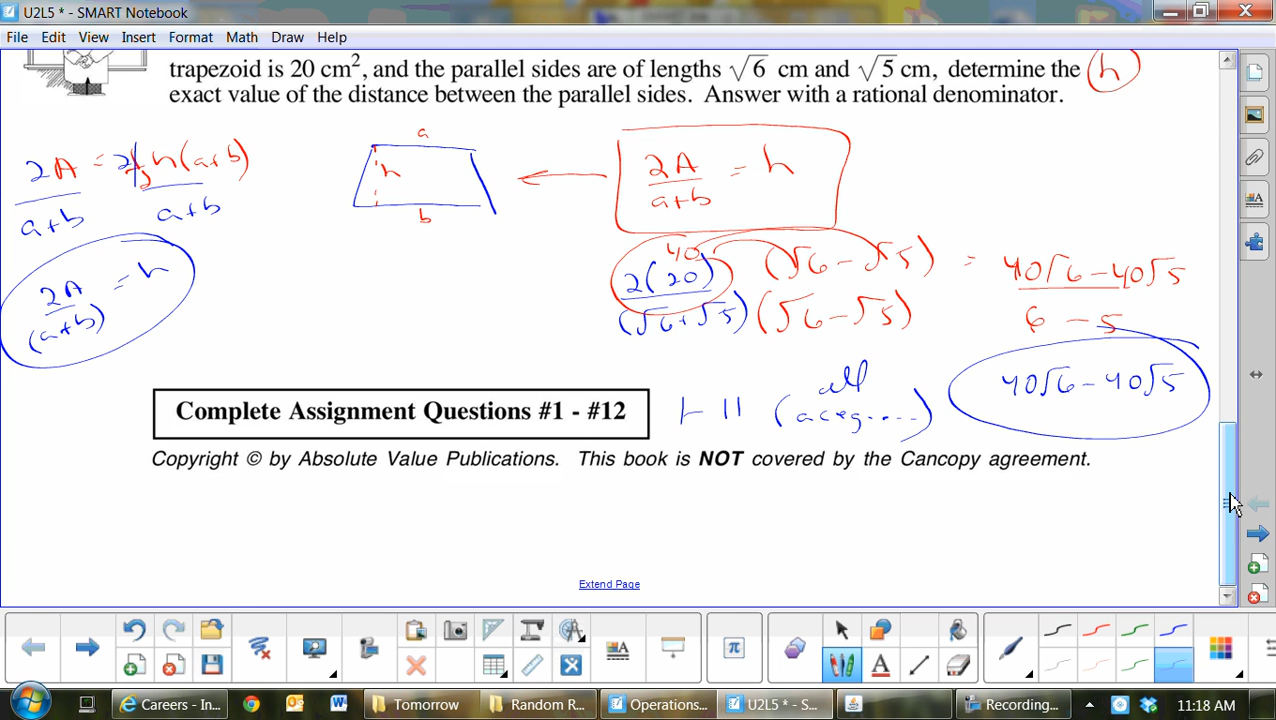 U2L5 * - SMART Notebook
File Edit View Insert Format Math Draw Help
trapezoid is 20 cm², and the parallel sides are of lengths √6 cm and √5 cm, determine the h
exact value of the distance between the parallel sides. Answer with a rational denominator.
a
2A = 2 1/2 h(a+b)
a+b a+b
h
b
2A/(a+b) = h
2A/(a+b) = h
40
2(20) (√6 - √5) = 40√6 - 40√5
(√6 + √5) (√6 - √5) 6 - 5
40√6 - 40√5
all
Complete Assignment Questions #1 - #12
1 - 11 (aceg....)
Copyright © by Absolute Value Publications. This book is NOT covered by the Cancopy agreement.
Extend Page
π
A
Careers - In...
Tomorrow
Random R...
Operations...
U2L5 * - S...
Recording...
11:18 AM